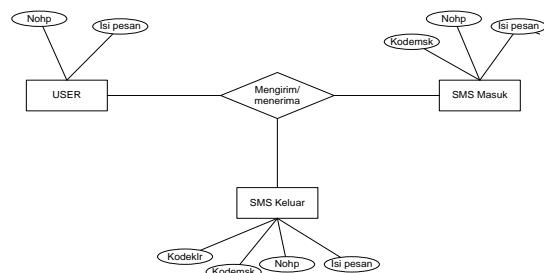 Nohp
Isi pesan
Nohp
Isi pesan
Kodemsk
USER
Mengirim/
menerima
SMS Masuk
SMS Keluar
Kodeklr
Kodemsk
Nohp
Isi pesan